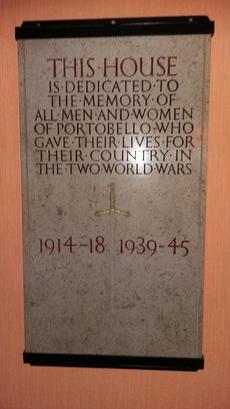 THIS·HOUSE
IS·DEDICATED·TO
THE·MEMORY·OF
ALL·MEN·AND·WOMEN
OF·PORTOBELLO·WHO
GAVE·THEIR·LIVES·FOR
THEIR·COUNTRY·IN
THE·TWO·WORLD·WARS
1914-18 1939-45